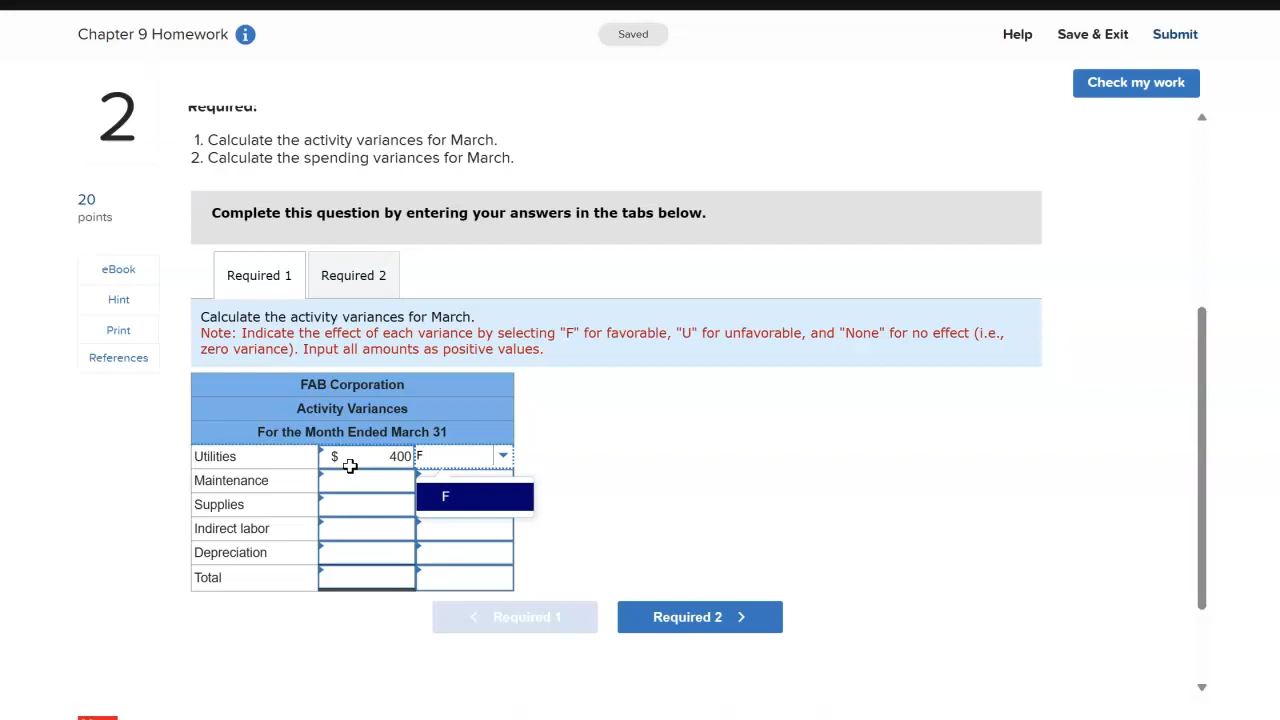 Chapter 9 Homework i
Saved
Help
Save & Exit
Submit
Check my work
2
Required:
1. Calculate the activity variances for March.
2. Calculate the spending variances for March.
20
points
eBook
Hint
Print
References
Complete this question by entering your answers in the tabs below.
Required 1
Required 2
Calculate the activity variances for March.
Note: Indicate the effect of each variance by selecting "F" for favorable, "U" for unfavorable, and "None" for no effect (i.e.,
zero variance). Input all amounts as positive values.
FAB Corporation
Activity Variances
For the Month Ended March 31
Utilities $ 400 F
Maintenance
F
Supplies
Indirect labor
Depreciation
Total
< Required 1
Required 2 >